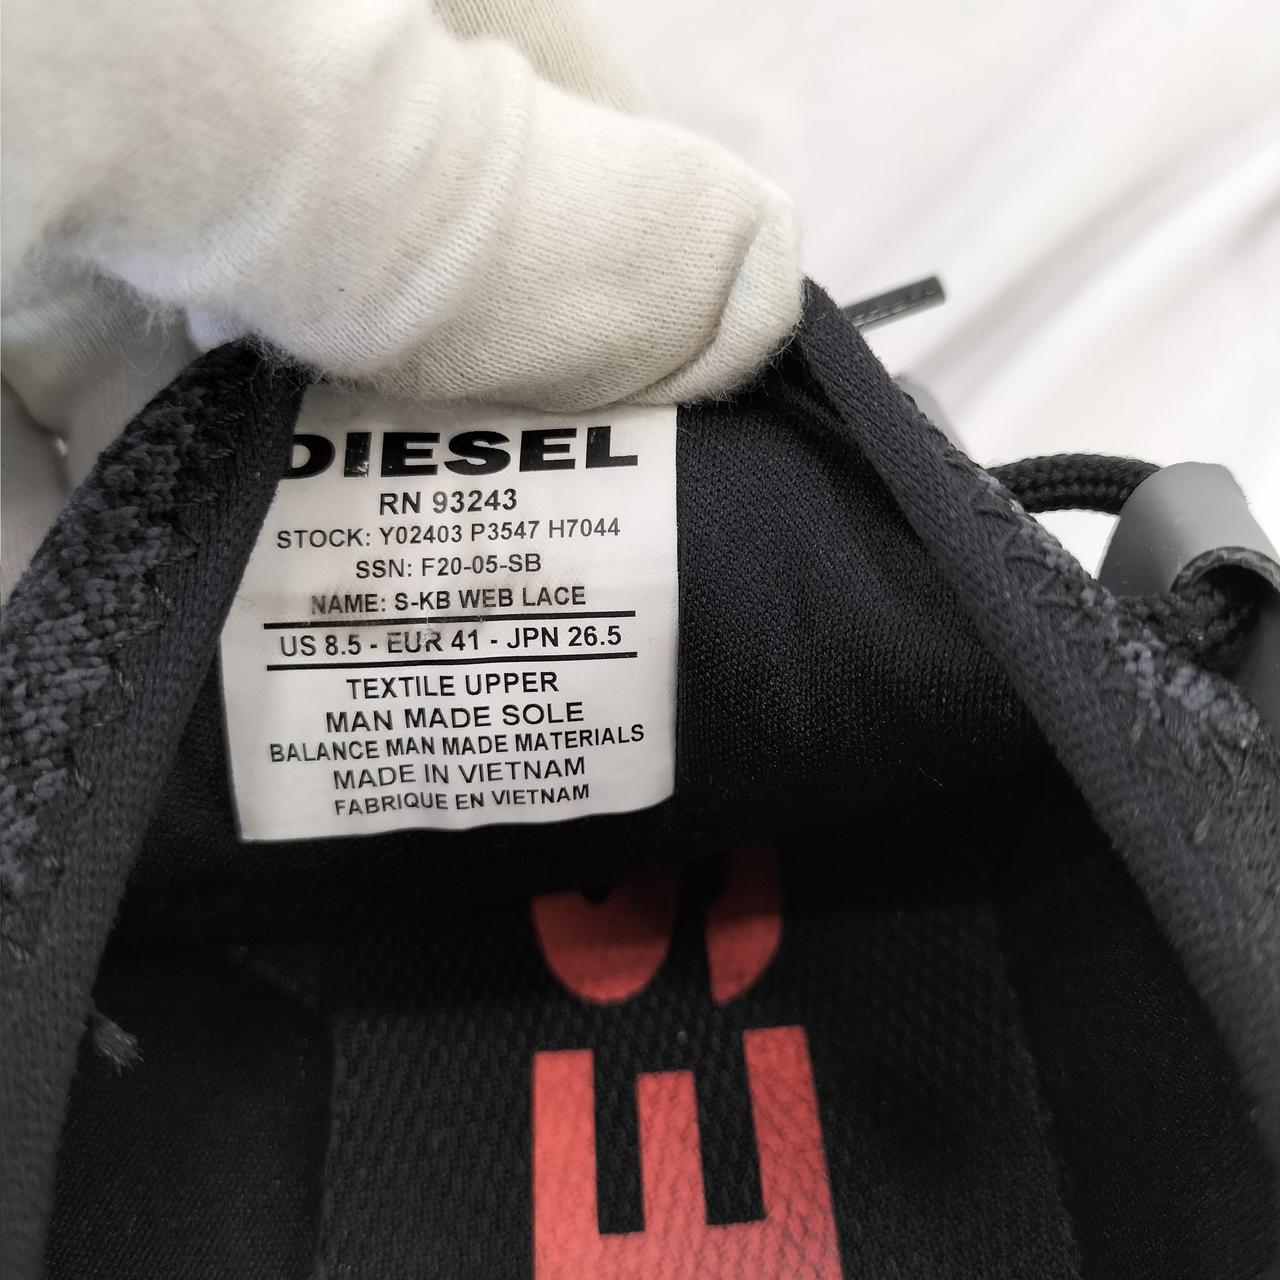 DIESEL
RN 93243
STOCK: Y02403 P3547 H7044
SSN: F20-05-SB
NAME: S-KB WEB LACE
US 8.5 - EUR 41 - JPN 26.5
TEXTILE UPPER
MAN MADE SOLE
BALANCE MAN MADE MATERIALS
MADE IN VIETNAM
FABRIQUE EN VIETNAM
SE